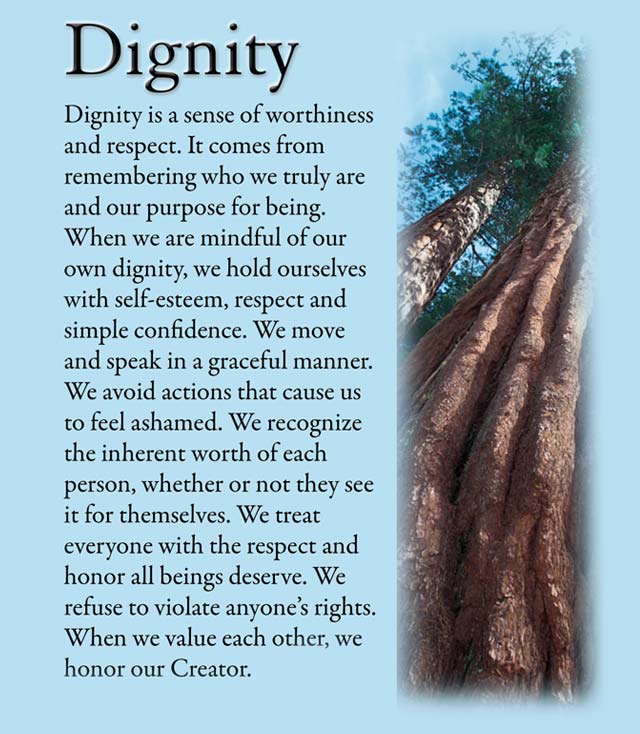 Dignity
Dignity is a sense of worthiness
and respect. It comes from
remembering who we truly are
and our purpose for being.
When we are mindful of our
own dignity, we hold ourselves
with self-esteem, respect and
simple confidence. We move
and speak in a graceful manner.
We avoid actions that cause us
to feel ashamed. We recognize
the inherent worth of each
person, whether or not they see
it for themselves. We treat
everyone with the respect and
honor all beings deserve. We
refuse to violate anyone’s rights.
When we value each other, we
honor our Creator.